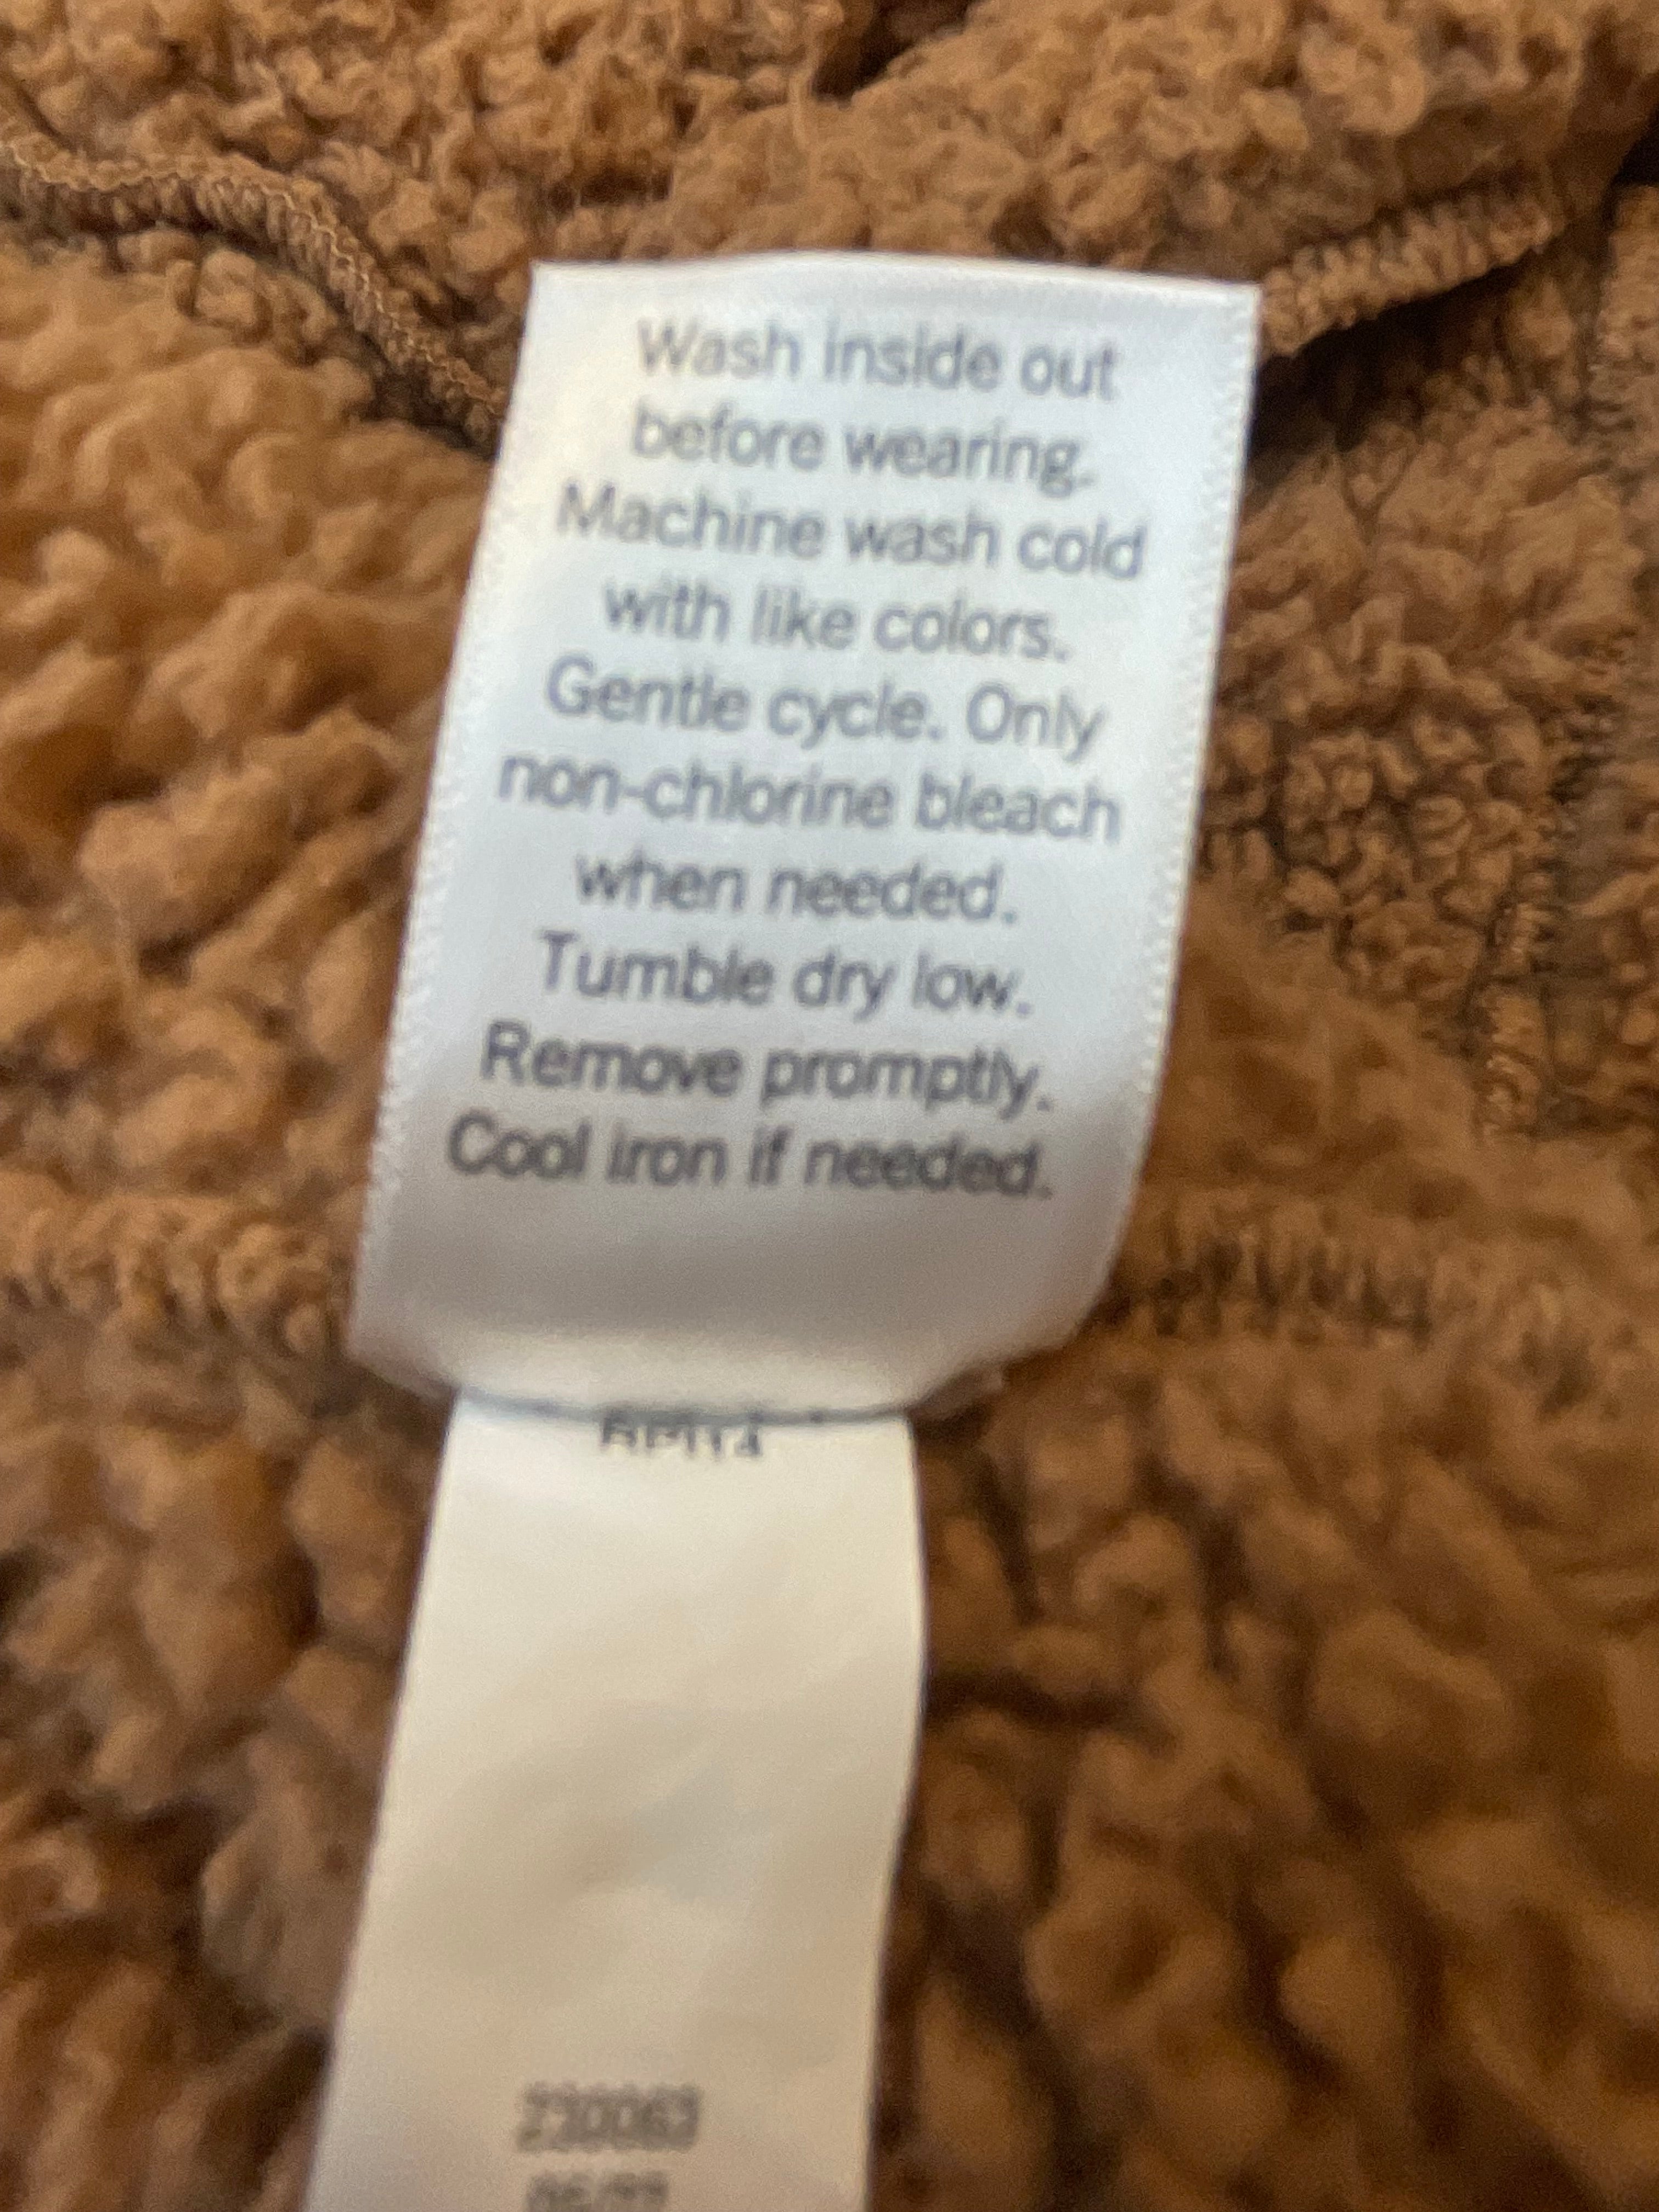 Wash inside out
before wearing.
Machine wash cold
with like colors.
Gentle cycle. Only
non-chlorine bleach
when needed.
Tumble dry low.
Remove promptly.
Cool iron if needed.
230063